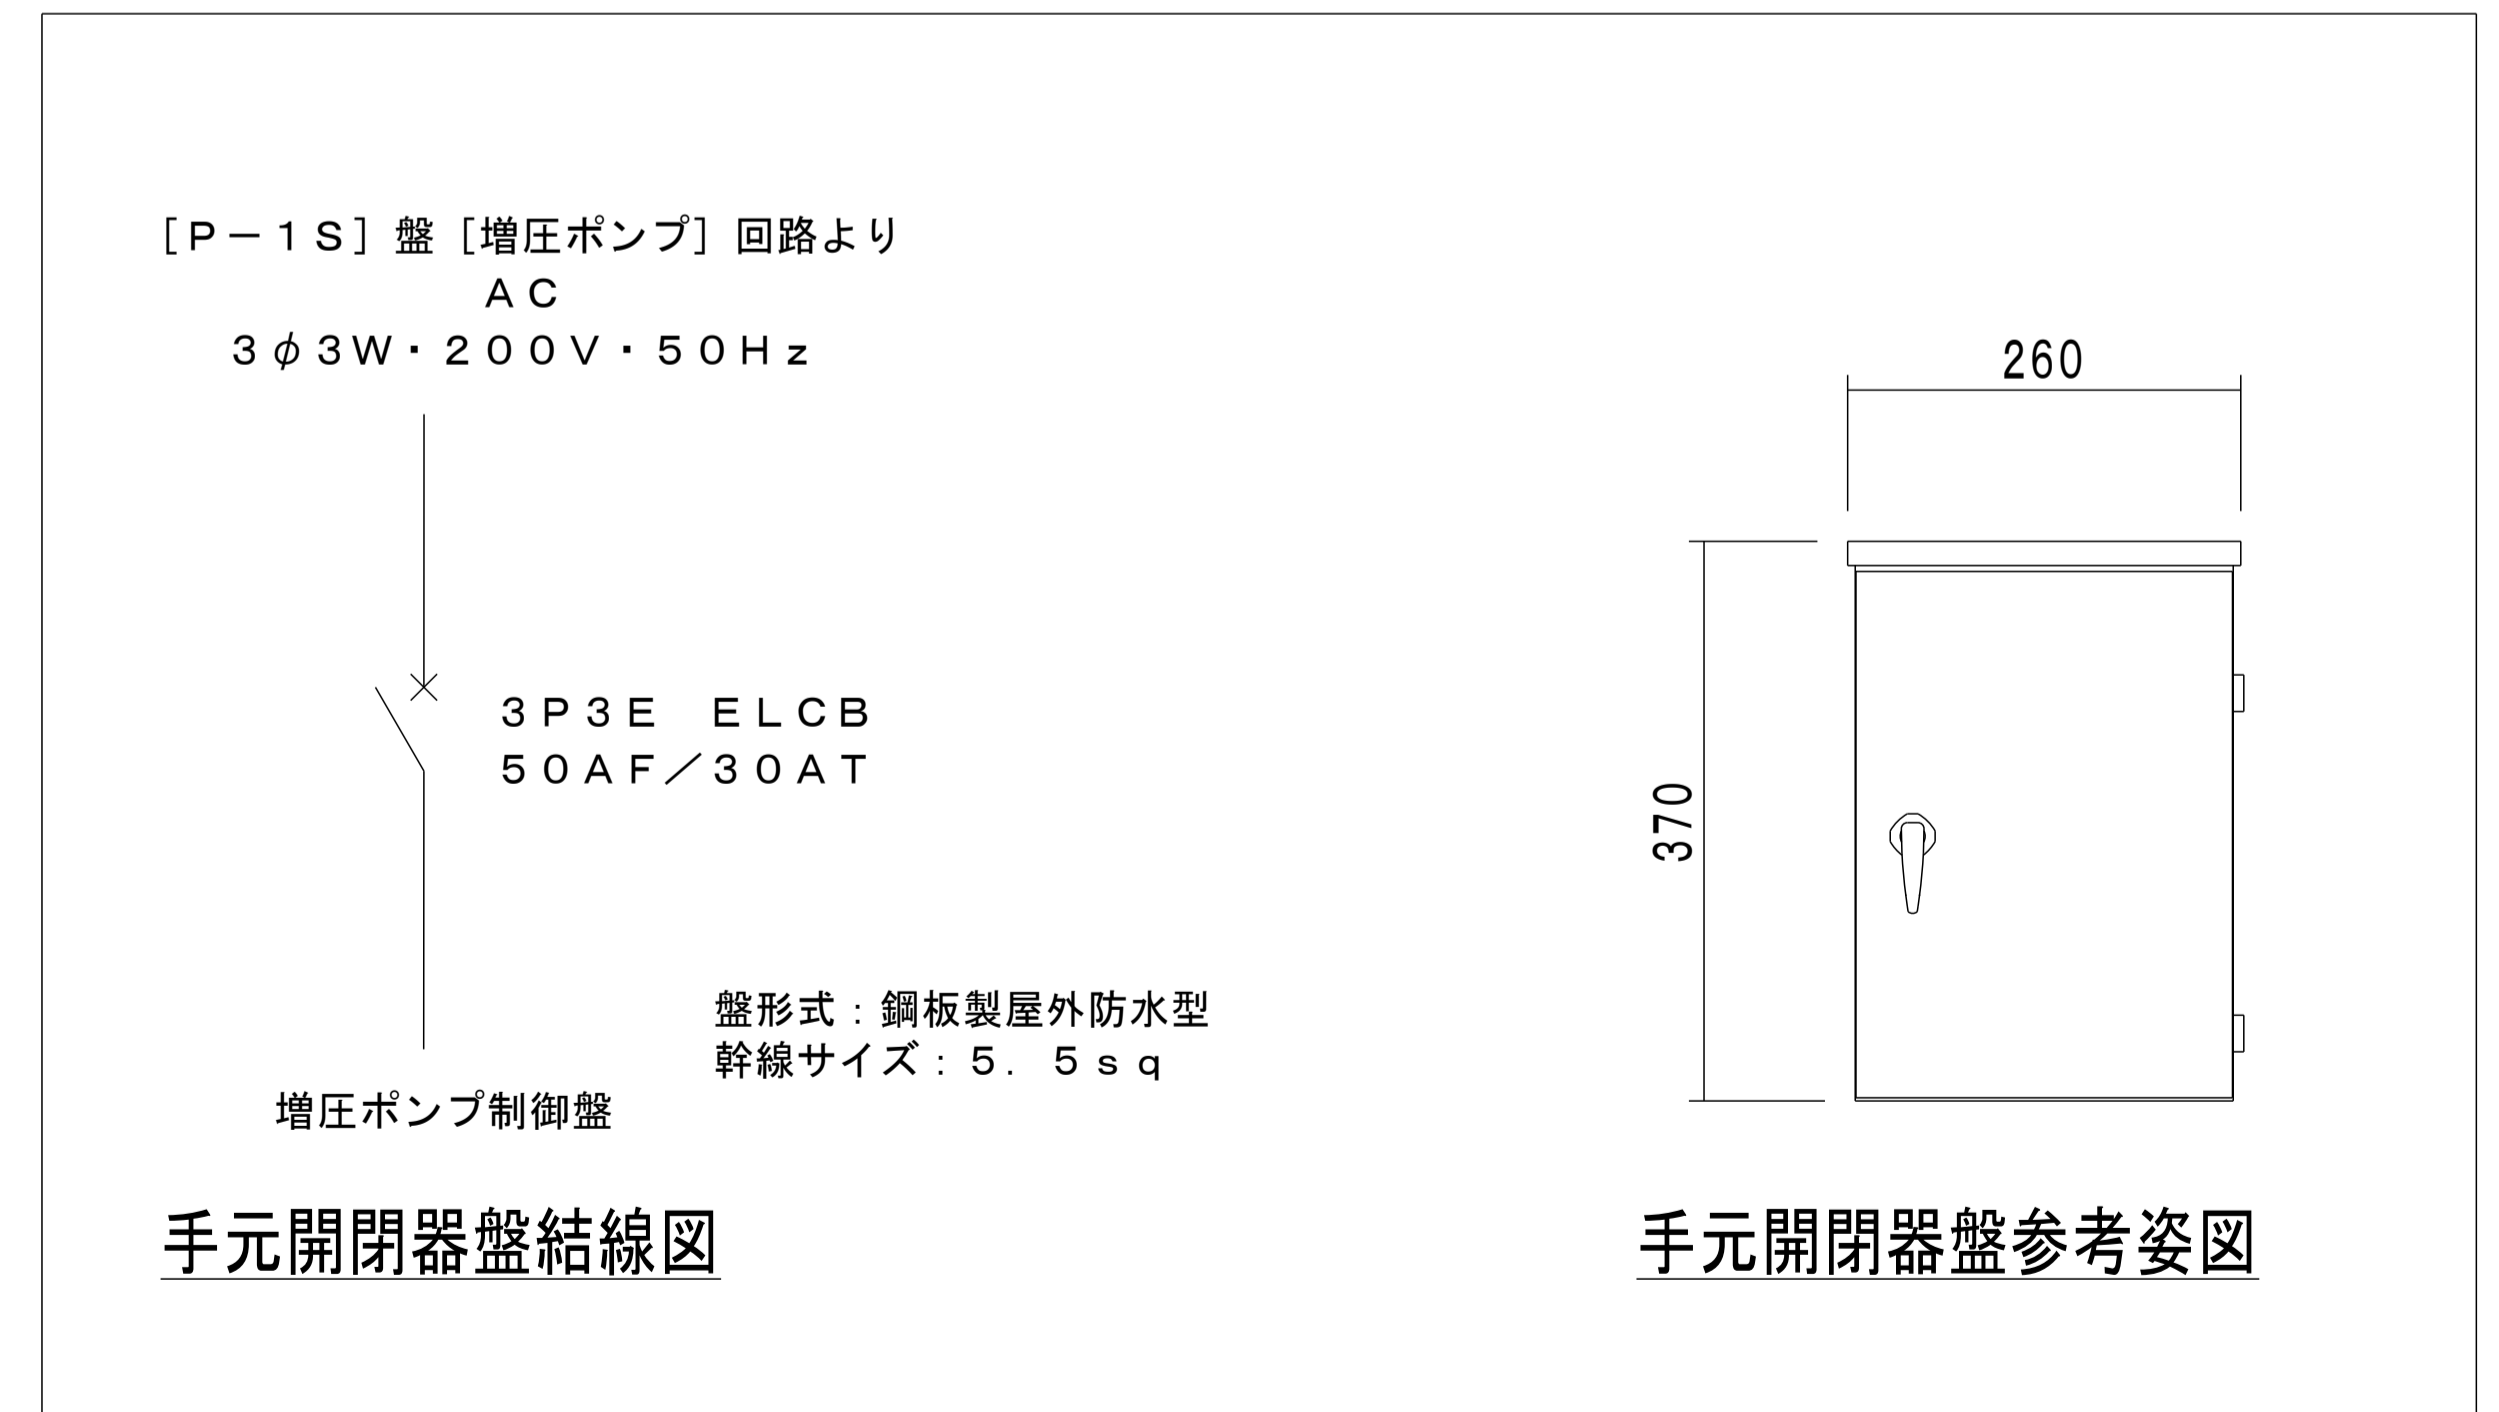 ［Ｐ－１Ｓ］盤［増圧ポンプ］回路より
ＡＣ
３φ３Ｗ・２００Ｖ・５０Ｈｚ
３Ｐ３Ｅ　ＥＬＣＢ
５０ＡＦ／３０ＡＴ
盤形式：鋼板製屋外防水型
幹線サイズ：５．５ｓｑ
増圧ポンプ制御盤
手元開閉器盤結線図
260
370
手元開閉器盤参考姿図